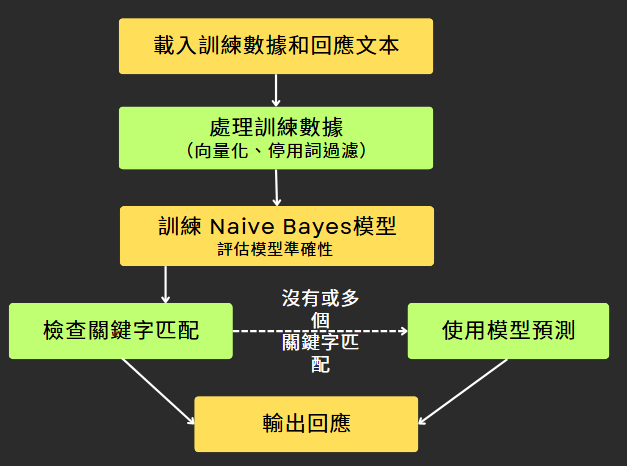 載入訓練數據和回應文本
處理訓練數據
（向量化、停用詞過濾）
訓練 Naive Bayes模型
評估模型準確性
沒有或多
個
關鍵字匹
配
檢查關鍵字匹配
使用模型預測
輸出回應